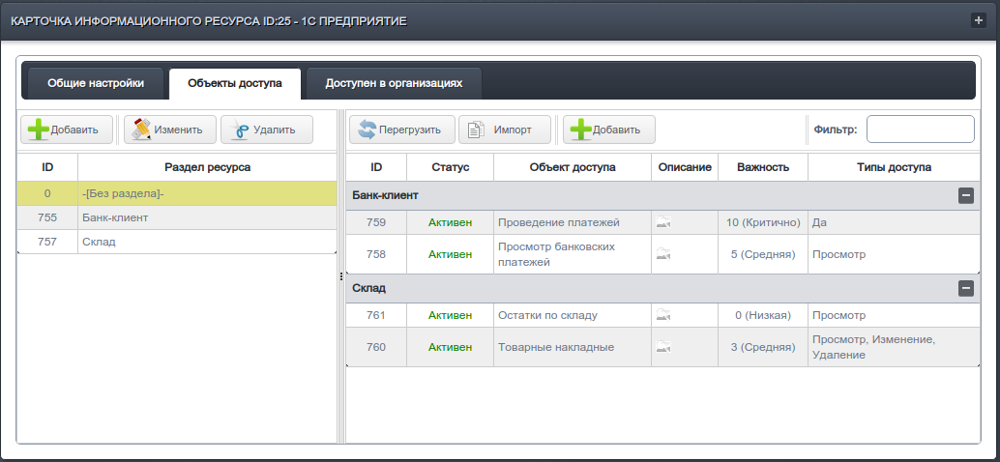 КАРТОЧКА ИНФОРМАЦИОННОГО РЕСУРСА ID:25 - 1С ПРЕДПРИЯТИЕ
Общие настройки Объекты доступа Доступен в организациях
Добавить Изменить Удалить
ID Раздел ресурса
0 -[Без раздела]-
755 Банк-клиент
757 Склад
Перегрузить Импорт Добавить Фильтр:
ID Статус Объект доступа Описание Важность Типы доступа
Банк-клиент
759 Активен Проведение платежей 10 (Критично) Да
758 Активен Просмотр банковских платежей 5 (Средняя) Просмотр
Склад
761 Активен Остатки по складу 0 (Низкая) Просмотр
760 Активен Товарные накладные 3 (Средняя) Просмотр, Изменение,
Удаление